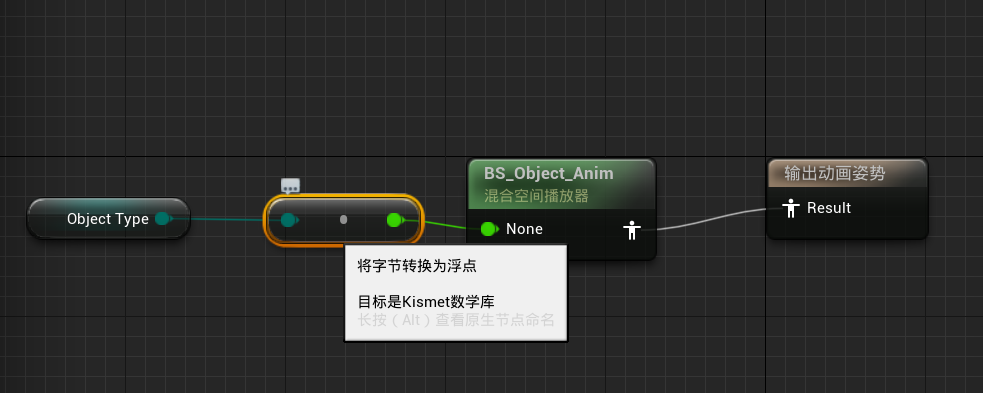 Object Type
BS_Object_Anim
混合空间播放器
None
输出动画姿势
Result
将字节转换为浮点
目标是Kismet数学库
长按（Alt）查看原生节点命名